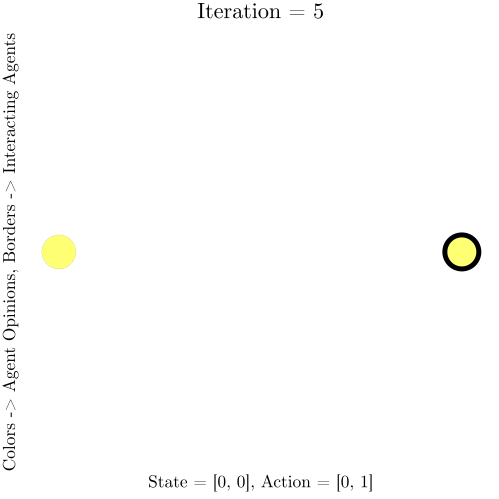 Iteration = 5
Colors -> Agent Opinions, Borders -> Interacting Agents
State = [0, 0], Action = [0, 1]